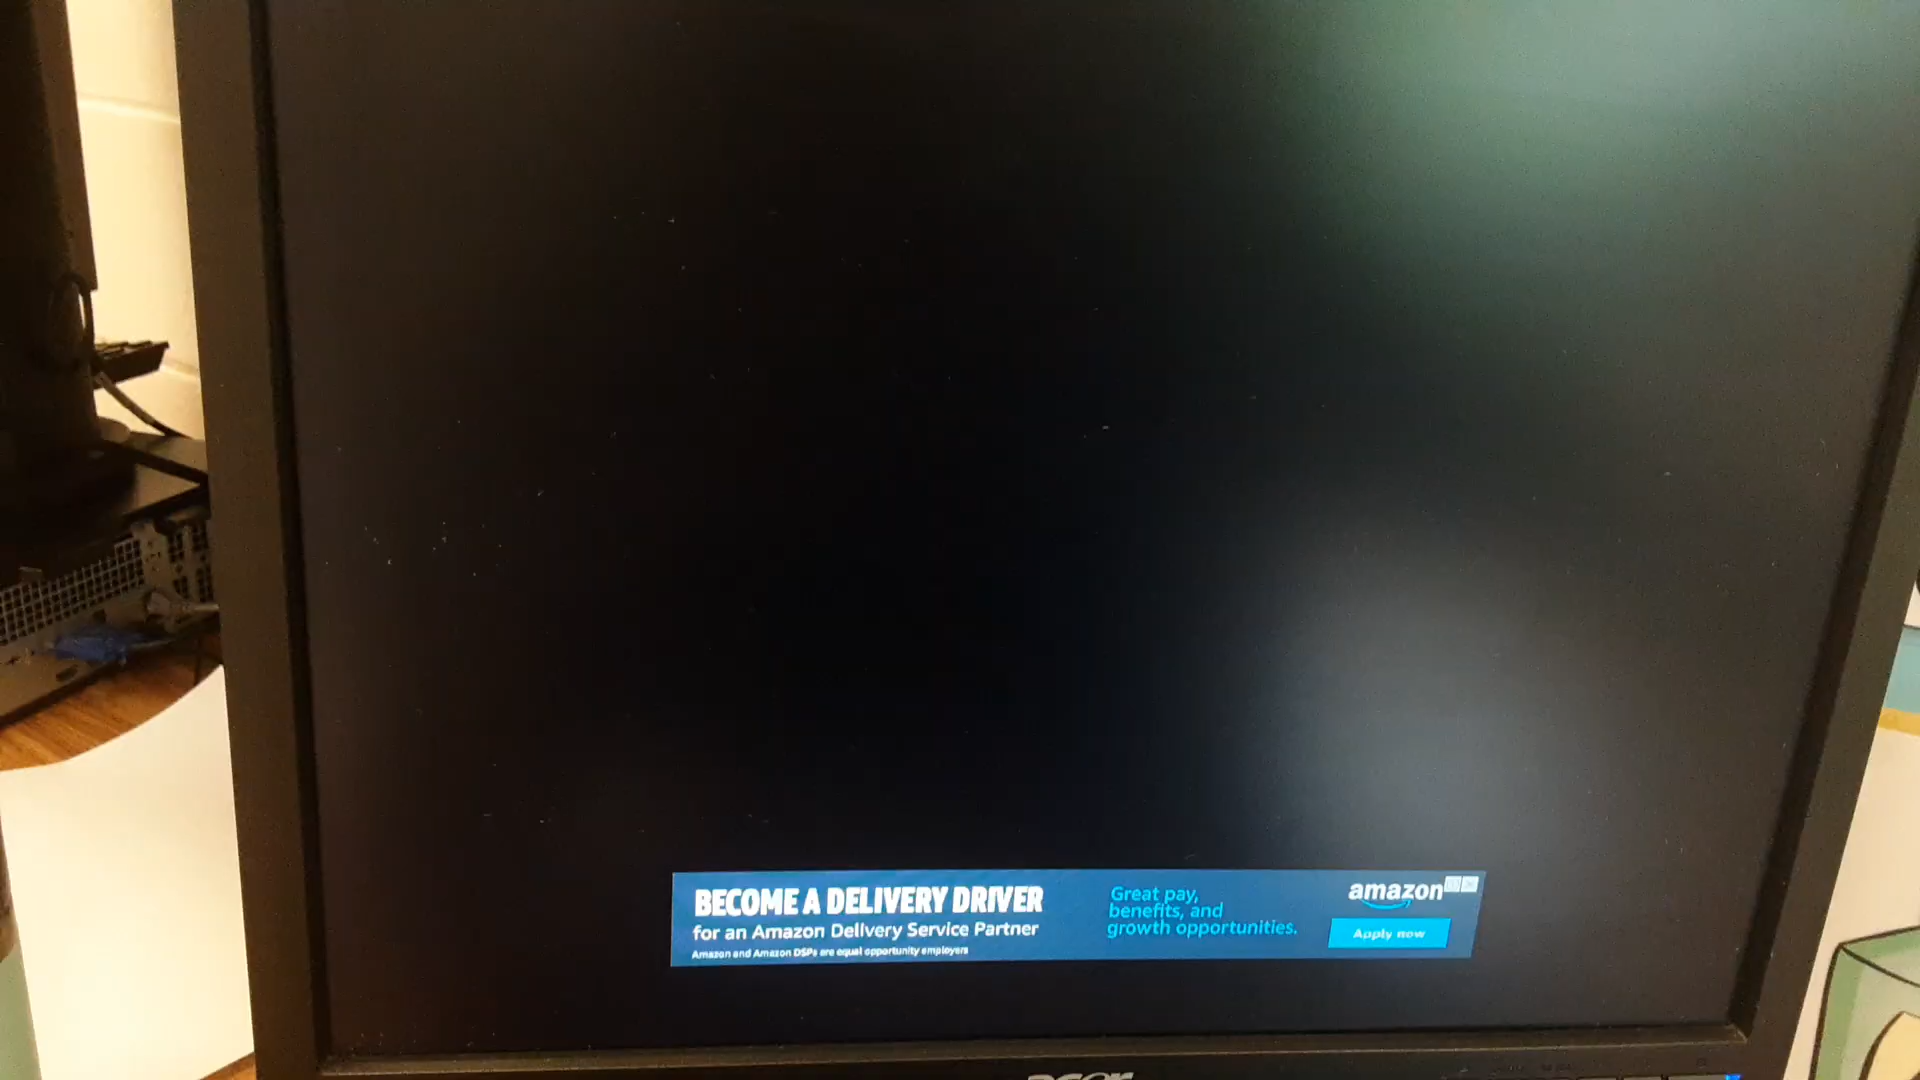 BECOME A DELIVERY DRIVER
for an Amazon Delivery Service Partner
Amazon and Amazon DSPs are equal opportunity employers
Great pay,
benefits, and
growth opportunities.
amazon
Apply now
acer